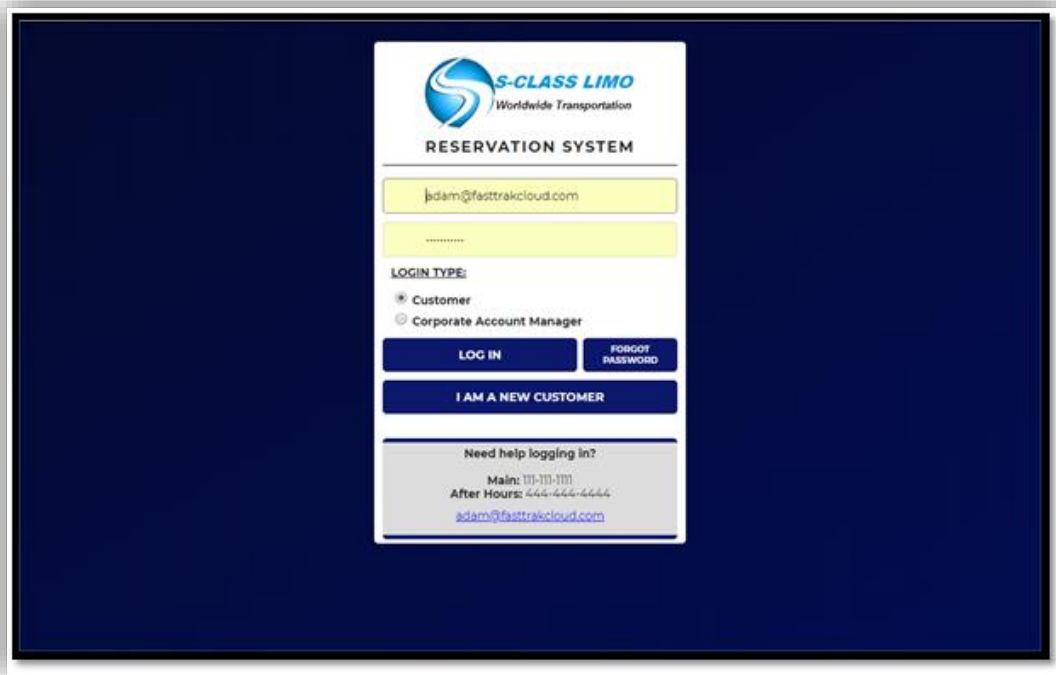 S-CLASS LIMO
Worldwide Transportation
RESERVATION SYSTEM
adam@fasttrakcloud.com
···········
LOGIN TYPE:
Customer
Corporate Account Manager
LOG IN
FORGOT
PASSWORD
I AM A NEW CUSTOMER
Need help logging in?
Main: 111-111-1111
After Hours: 444-444-4444
adam@fasttrakcloud.com